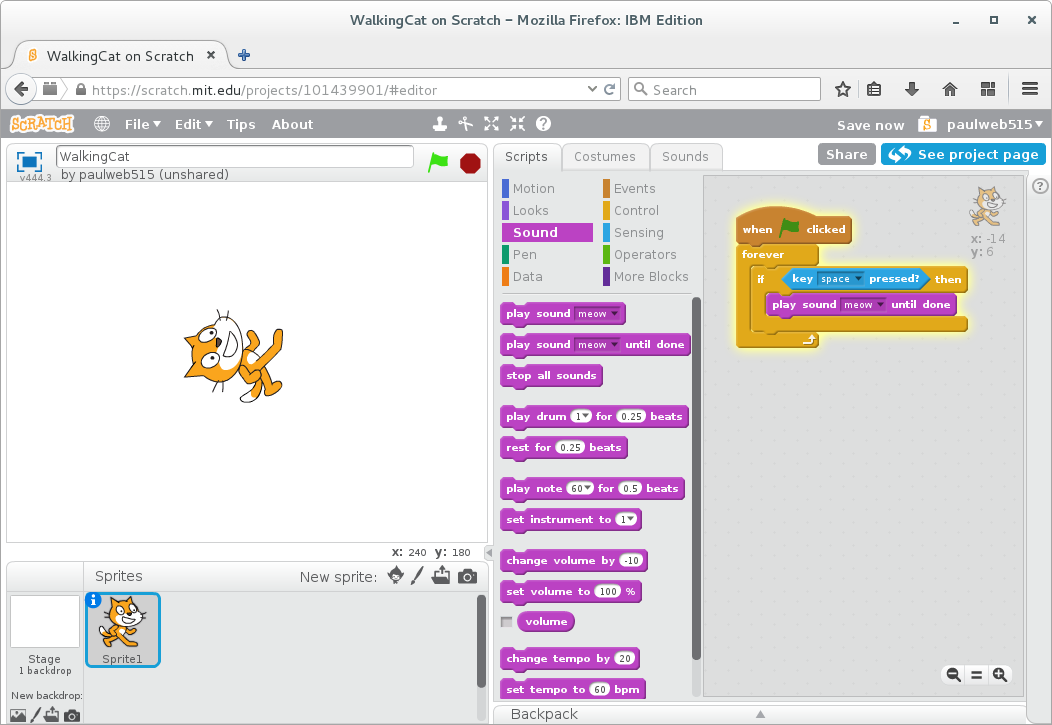 WalkingCat on Scratch – Mozilla Firefox: IBM Edition
WalkingCat on Scratch
https://scratch.mit.edu/projects/101439901/#editor
Search
SCRATCH
File
Edit
Tips
About
Save now
paulweb515
WalkingCat
by paulweb515 (unshared)
v444.3
Scripts
Costumes
Sounds
Share
See project page
Motion
Events
Looks
Control
Sound
Sensing
Pen
Operators
Data
More Blocks
play sound meow
play sound meow until done
stop all sounds
play drum 1 for 0.25 beats
rest for 0.25 beats
play note 60 for 0.5 beats
set instrument to 1
change volume by -10
set volume to 100 %
volume
change tempo by 20
set tempo to 60 bpm
when clicked
forever
if key space pressed? then
play sound meow until done
x: -14
y: 6
x: 240 y: 180
Sprites
New sprite:
Stage
1 backdrop
New backdrop:
Sprite1
Backpack